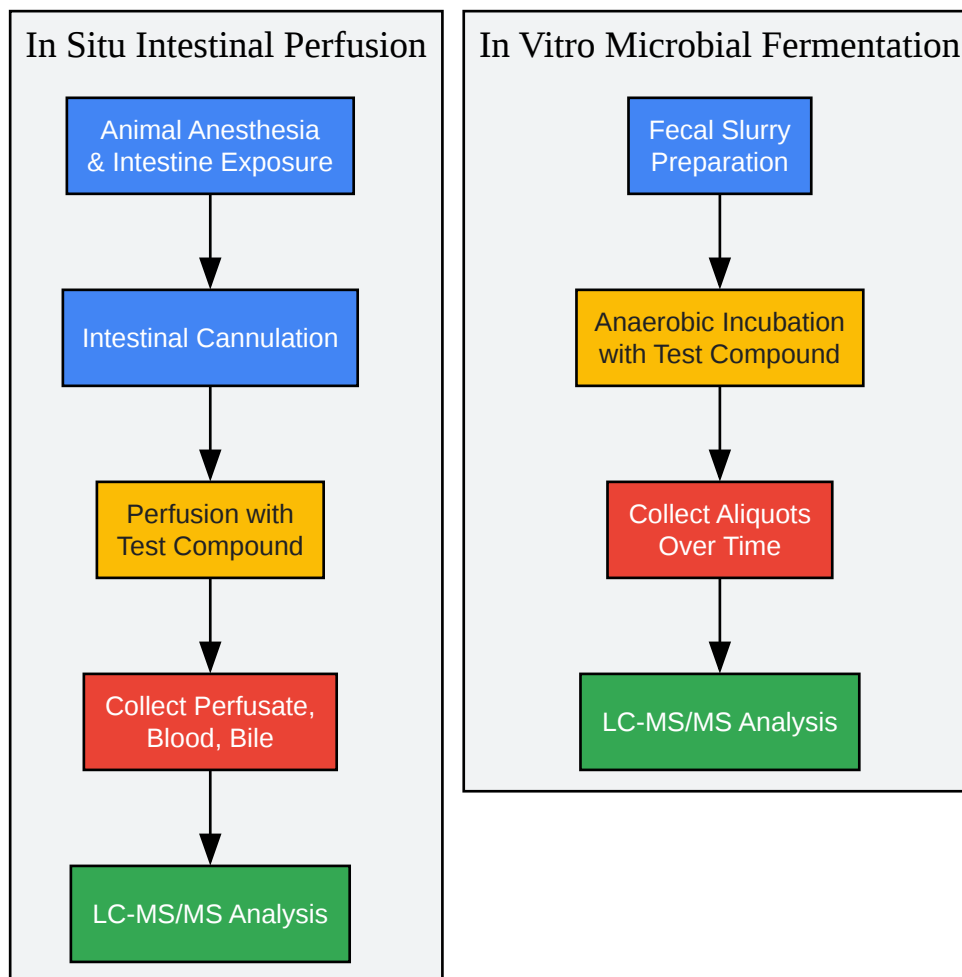 In Situ Intestinal Perfusion
Animal Anesthesia
& Intestine Exposure
Intestinal Cannulation
Perfusion with
Test Compound
Collect Perfusate,
Blood, Bile
LC-MS/MS Analysis
In Vitro Microbial Fermentation
Fecal Slurry
Preparation
Anaerobic Incubation
with Test Compound
Collect Aliquots
Over Time
LC-MS/MS Analysis